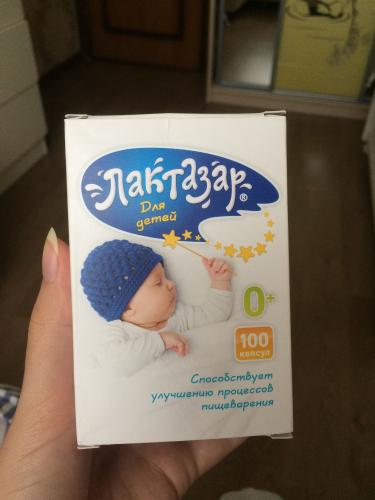 Лактазар®
Для
детей
0+
100
капсул
Способствует
улучшению процессов
пищеварения